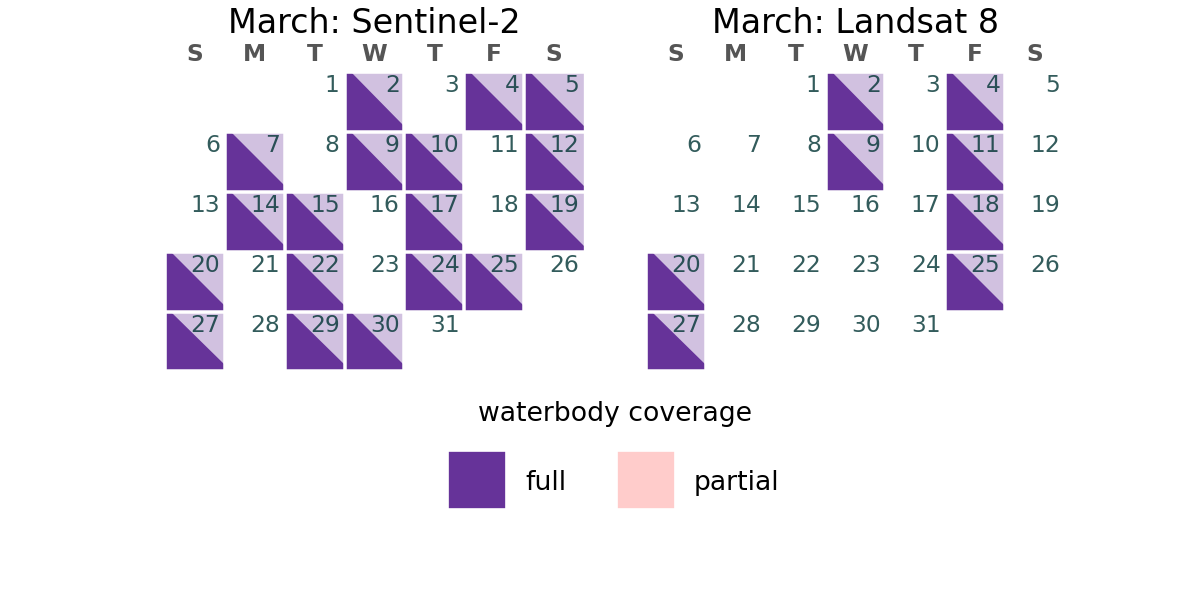 March: Sentinel-2
S M T W T F S
1 2 3 4 5
6 7 8 9 10 11 12
13 14 15 16 17 18 19
20 21 22 23 24 25 26
27 28 29 30 31
March: Landsat 8
S M T W T F S
1 2 3 4 5
6 7 8 9 10 11 12
13 14 15 16 17 18 19
20 21 22 23 24 25 26
27 28 29 30 31
waterbody coverage
full partial